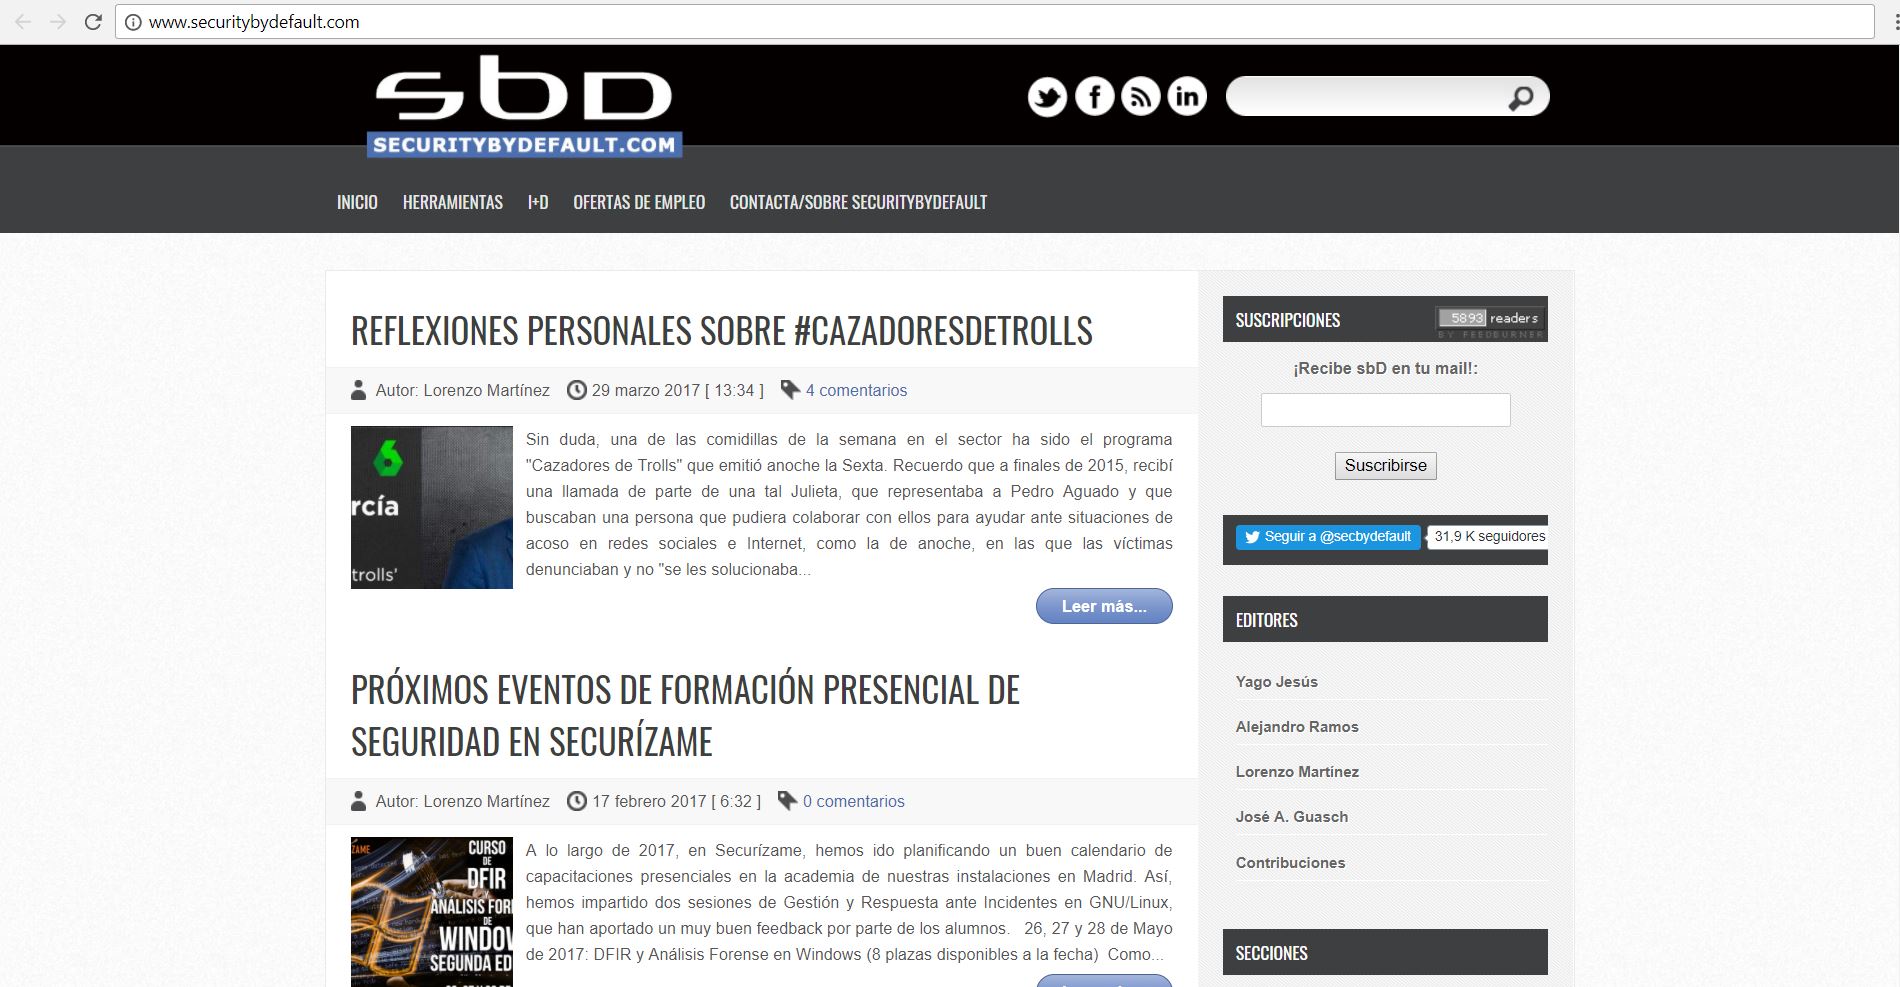 www.securitybydefault.com
sbD
SECURITYBYDEFAULT.COM
INICIO HERRAMIENTAS I+D OFERTAS DE EMPLEO CONTACTA/SOBRE SECURITYBYDEFAULT
REFLEXIONES PERSONALES SOBRE #CAZADORESDETROLLS
Autor: Lorenzo Martínez 29 marzo 2017 [ 13:34 ] 4 comentarios
rcía
trolls'
Sin duda, una de las comidillas de la semana en el sector ha sido el programa
"Cazadores de Trolls" que emitió anoche la Sexta. Recuerdo que a finales de 2015, recibí
una llamada de parte de una tal Julieta, que representaba a Pedro Aguado y que
buscaban una persona que pudiera colaborar con ellos para ayudar ante situaciones de
acoso en redes sociales e Internet, como la de anoche, en las que las víctimas
denunciaban y no "se les solucionaba...
Leer más...
PRÓXIMOS EVENTOS DE FORMACIÓN PRESENCIAL DE
SEGURIDAD EN SECURÍZAME
Autor: Lorenzo Martínez 17 febrero 2017 [ 6:32 ] 0 comentarios
ZAME
CURSO
DE
DFIR
Y
ANÁLISIS FOR
DE
WINDOW
SEGUNDA ED
A lo largo de 2017, en Securízame, hemos ido planificando un buen calendario de
capacitaciones presenciales en la academia de nuestras instalaciones en Madrid. Así,
hemos impartido dos sesiones de Gestión y Respuesta ante Incidentes en GNU/Linux,
que han aportado un muy buen feedback por parte de los alumnos. 26, 27 y 28 de Mayo
de 2017: DFIR y Análisis Forense en Windows (8 plazas disponibles a la fecha) Como...
SUSCRIPCIONES
5893 readers
BY FEEDBURNER
¡Recibe sbD en tu mail!:
Suscribirse
Seguir a @secbydefault 31,9 K seguidores
EDITORES
Yago Jesús
Alejandro Ramos
Lorenzo Martínez
José A. Guasch
Contribuciones
SECCIONES